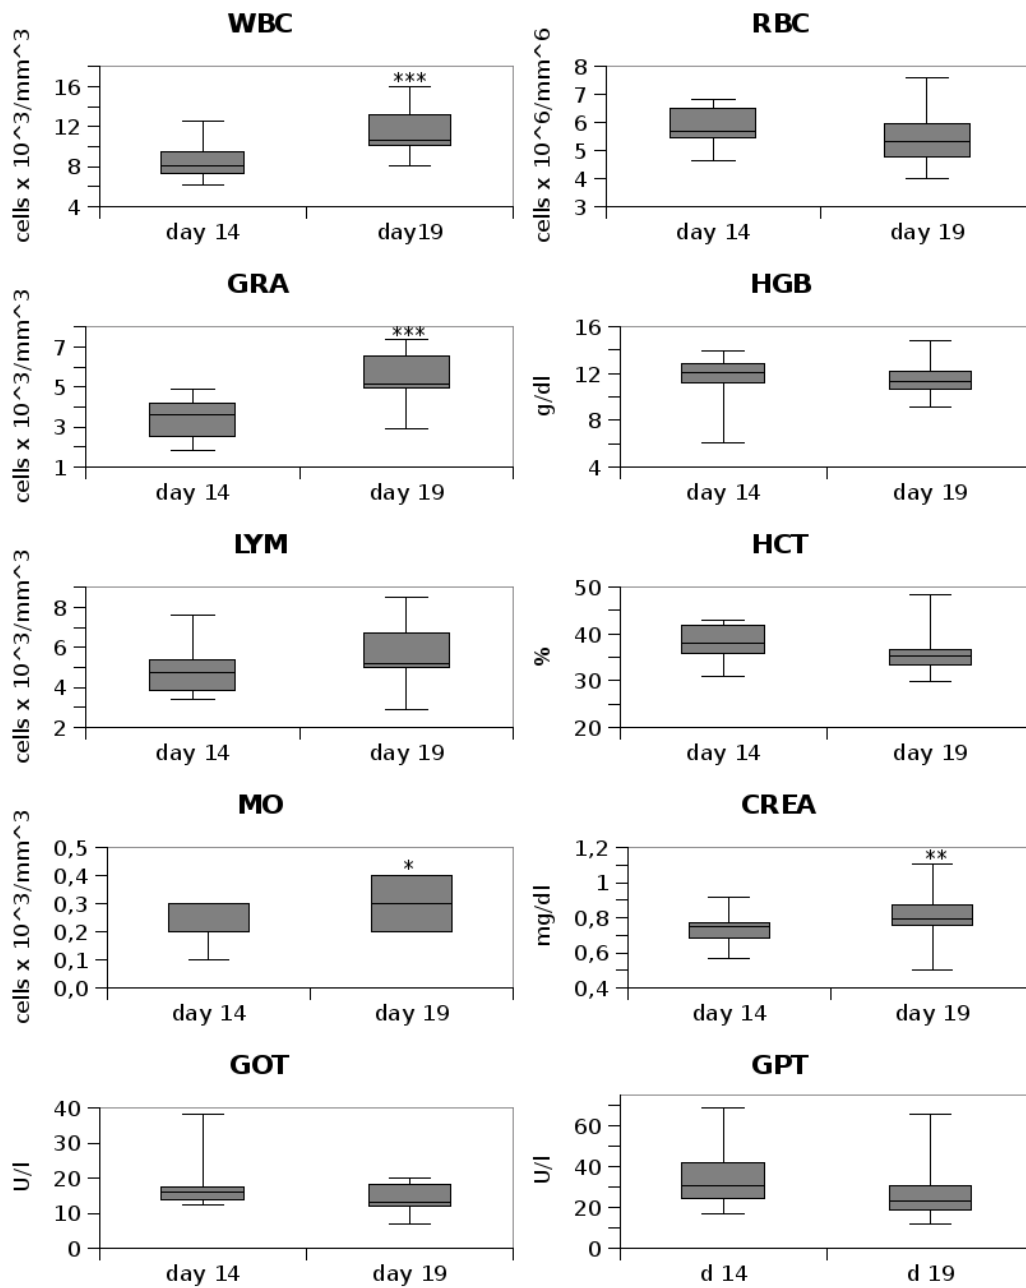 WBC
cells x 10^3/mm^3
16
12
8
4
***
day 14
day19
RBC
cells x 10^6/mm^6
8
7
6
5
4
3
day 14
day 19
GRA
cells x 10^3/mm^3
7
5
3
1
***
day 14
day 19
HGB
g/dl
16
12
8
4
day 14
day 19
LYM
cells x 10^3/mm^3
8
6
4
2
day 14
day 19
HCT
%
50
40
30
20
day 14
day 19
MO
cells x 10^3/mm^3
0,5
0,4
0,3
0,2
0,1
0,0
*
day 14
day 19
CREA
mg/dl
1,2
1
0,8
0,6
0,4
**
day 14
day 19
GOT
U/l
40
30
20
10
0
day 14
day 19
GPT
U/l
60
40
20
0
d 14
d 19